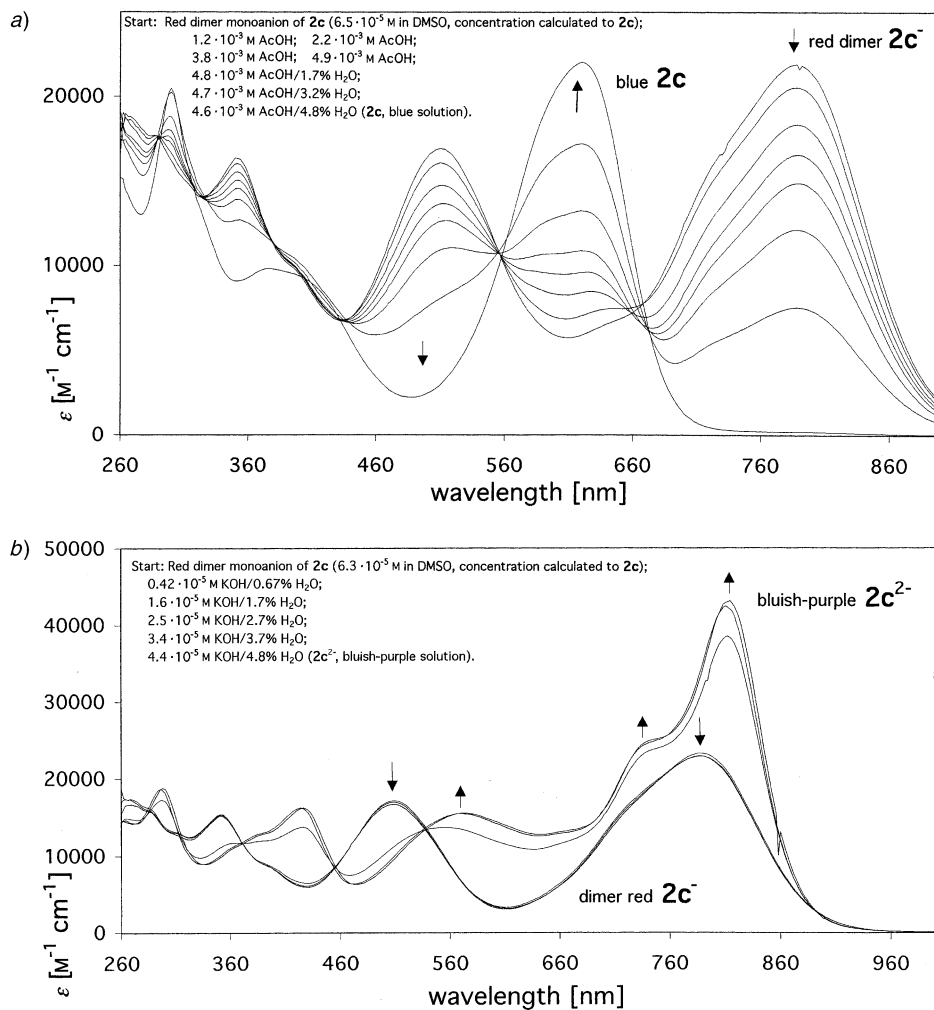 a)
Start: Red dimer monoanion of 2c (6.5·10⁻⁵ M in DMSO, concentration calculated to 2c);
1.2·10⁻³ M AcOH; 2.2·10⁻³ M AcOH;
3.8·10⁻³ M AcOH; 4.9·10⁻³ M AcOH;
4.8·10⁻³ M AcOH/1.7% H₂O;
4.7·10⁻³ M AcOH/3.2% H₂O;
4.6·10⁻³ M AcOH/4.8% H₂O (2c, blue solution).
red dimer 2c⁻
blue 2c
20000
10000
0
ε [M⁻¹ cm⁻¹]
260 360 460 560 660 760 860
wavelength [nm]
b)
50000
Start: Red dimer monoanion of 2c (6.3·10⁻⁵ M in DMSO, concentration calculated to 2c);
0.42·10⁻⁵ M KOH/0.67% H₂O;
1.6·10⁻⁵ M KOH/1.7% H₂O;
2.5·10⁻⁵ M KOH/2.7% H₂O;
3.4·10⁻⁵ M KOH/3.7% H₂O;
4.4·10⁻⁵ M KOH/4.8% H₂O (2c²⁻, bluish-purple solution).
bluish-purple 2c²⁻
40000
30000
20000
10000
0
dimer red 2c⁻
ε [M⁻¹ cm⁻¹]
260 360 460 560 660 760 860 960
wavelength [nm]